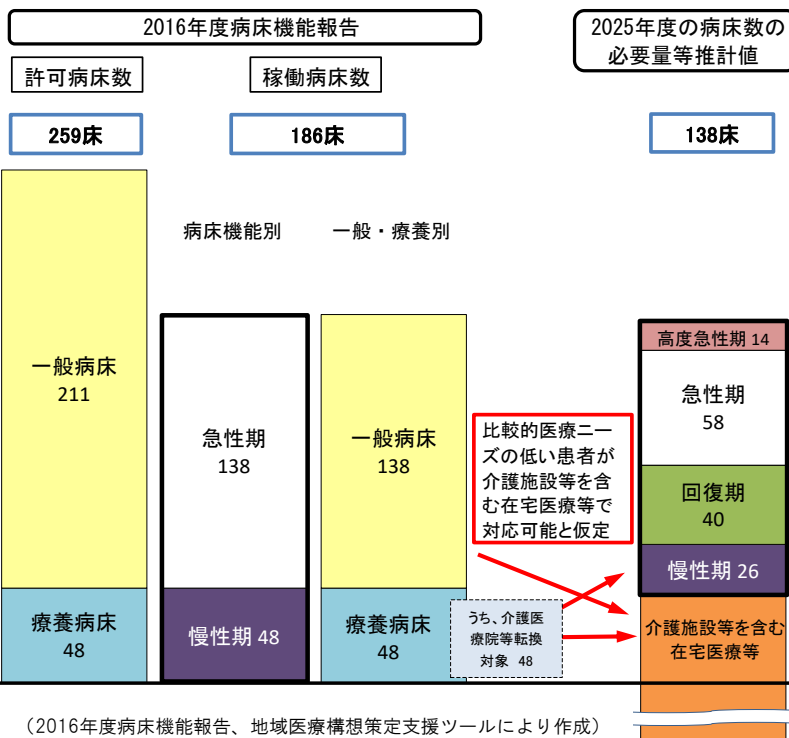 2016年度病床機能報告
2025年度の病床数の
必要量等推計値
許可病床数
稼働病床数
259床
186床
138床
病床機能別
一般・療養別
一般病床
211
療養病床
48
急性期
138
慢性期 48
一般病床
138
療養病床
48
比較的医療ニー
ズの低い患者が
介護施設等を含
む在宅医療等で
対応可能と仮定
うち、介護医
療院等転換
対象 48
高度急性期 14
急性期
58
回復期
40
慢性期 26
介護施設等を含む
在宅医療等
（2016年度病床機能報告、地域医療構想策定支援ツールにより作成）